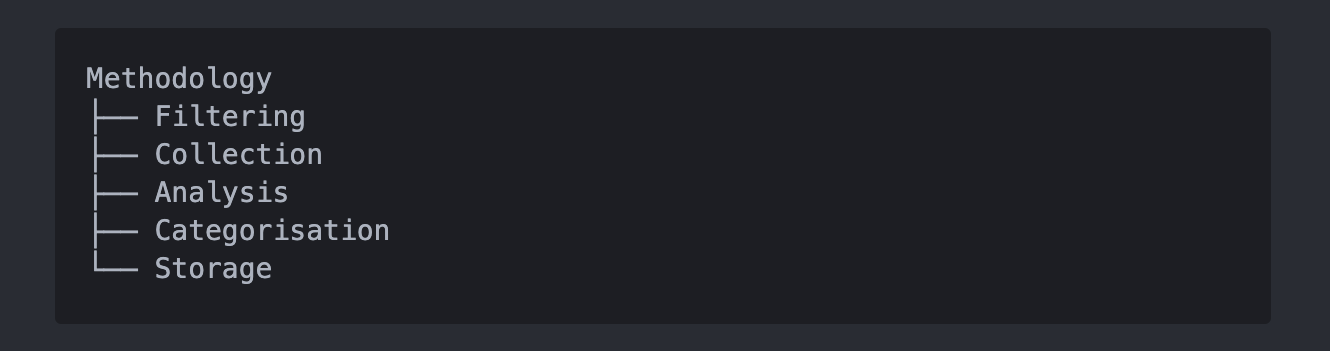 Methodology
├── Filtering
├── Collection
├── Analysis
├── Categorisation
└── Storage